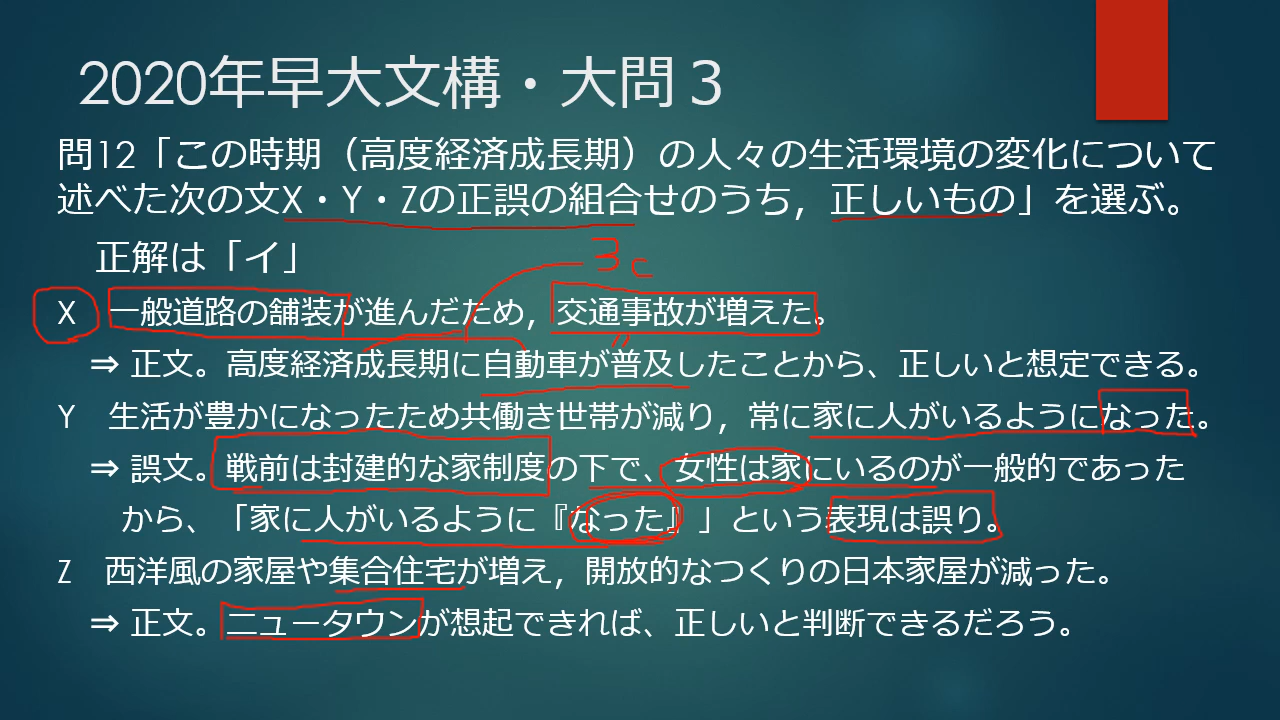 2020年早大文構・大問３
問12「この時期（高度経済成長期）の人々の生活環境の変化について
述べた次の文X・Y・Zの正誤の組合せのうち，正しいもの」を選ぶ。
正解は「イ」
3C
X 一般道路の舗装が進んだため，交通事故が増えた。
⇒ 正文。高度経済成長期に自動車が普及したことから、正しいと想定できる。
Y 生活が豊かになったため共働き世帯が減り，常に家に人がいるようになった。
⇒ 誤文。戦前は封建的な家制度の下で、女性は家にいるのが一般的であった
から、「家に人がいるように『なった』」という表現は誤り。
Z 西洋風の家屋や集合住宅が増え，開放的なつくりの日本家屋が減った。
⇒ 正文。ニュータウンが想起できれば、正しいと判断できるだろう。